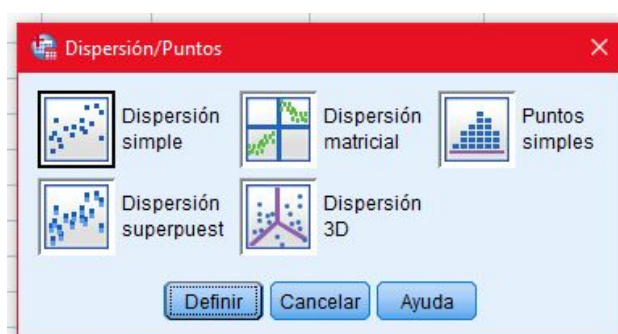 Dispersión/Puntos
Dispersión
simple
Dispersión
matricial
Puntos
simples
Dispersión
superpuest
Dispersión
3D
Definir
Cancelar
Ayuda